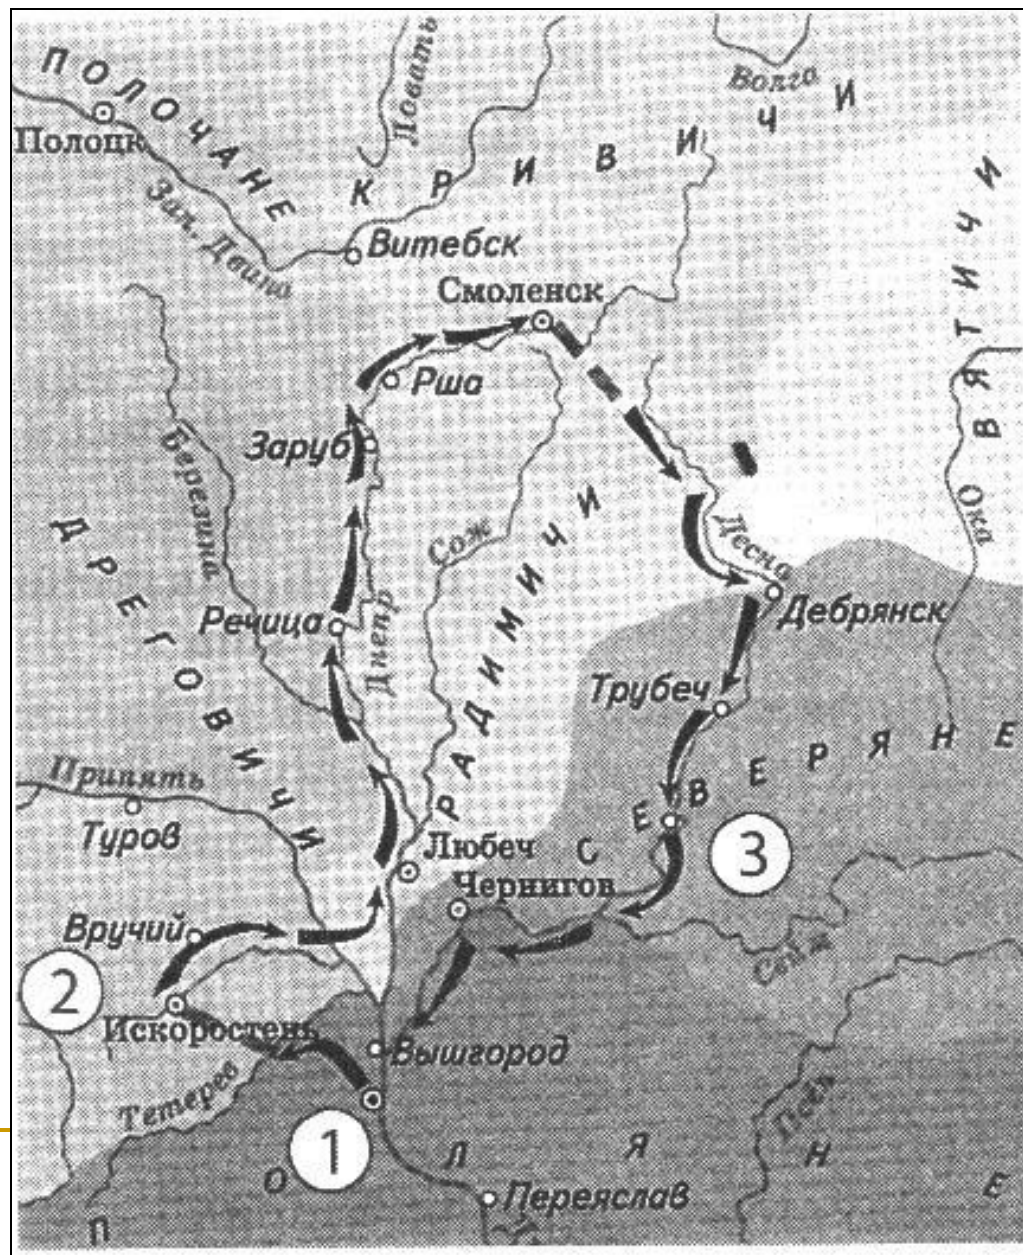 ПОЛОЧАНЕ
Полоцк
Ловать
Волго
КРИВИЧИ
Зап. Двина
Витебск
Смоленск
ВЯТИЧИ
Рша
Заруб
Березина
Сож
Десна
Ока
ДРЕГОВИЧИ
Речица
Днепр
РАДИМИЧИ
Дебрянск
Трубеч
СЕВЕРЯНЕ
Припять
Туров
Любеч
Чернигов
3
Вручий
Сейм
2
Искоростень
Вышгород
Тетерев
Псёл
1
ПОЛЯНЕ
Переяслав